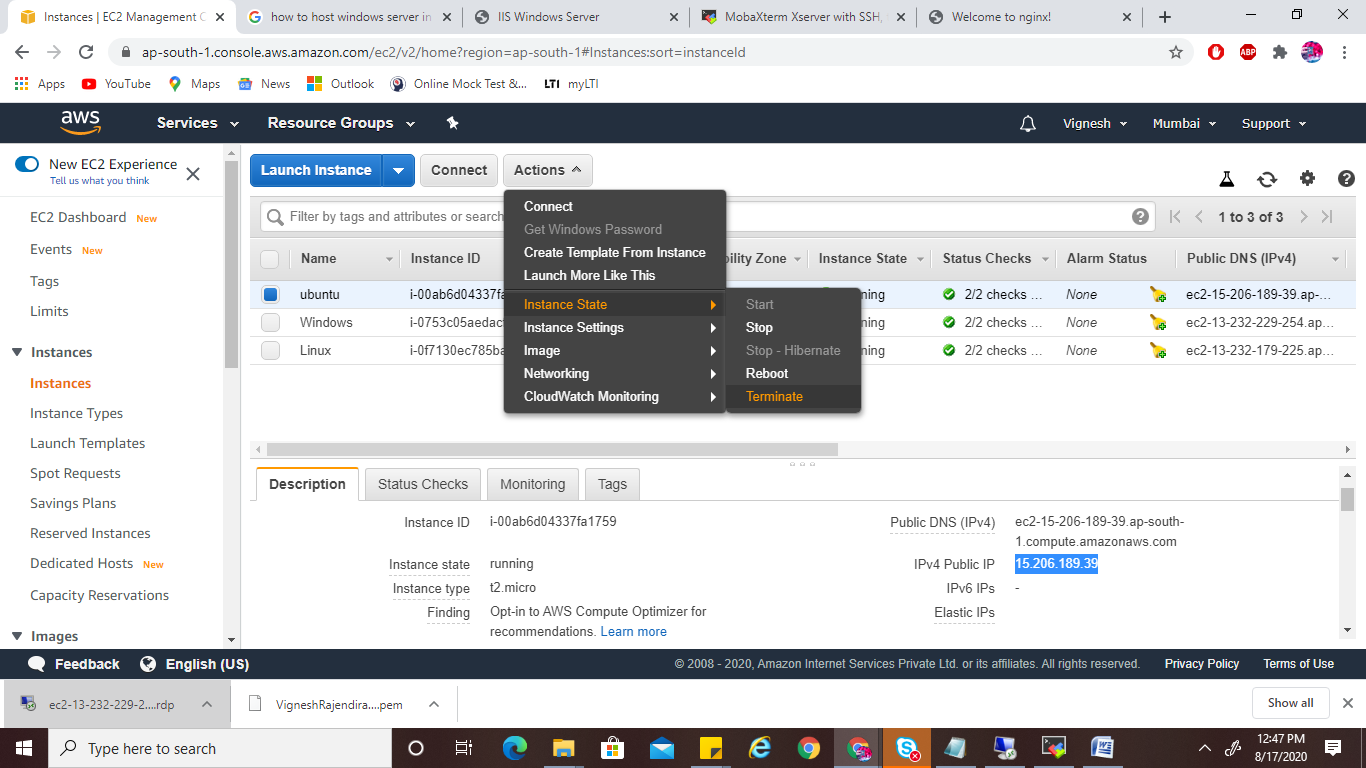 Instances | EC2 Management C
how to host windows server in
IIS Windows Server
MobaXterm Xserver with SSH,
Welcome to nginx!
ap-south-1.console.aws.amazon.com/ec2/v2/home?region=ap-south-1#Instances:sort=instanceId
ABP
Apps YouTube Maps News Outlook Online Mock Test &... LTI myLTI
aws Services Resource Groups Vignesh Mumbai Support
New EC2 Experience
Tell us what you think
EC2 Dashboard New
Events New
Tags
Limits
Instances
Instances
Instance Types
Launch Templates
Spot Requests
Savings Plans
Reserved Instances
Dedicated Hosts New
Capacity Reservations
Images
Launch Instance Connect Actions
Filter by tags and attributes or search
1 to 3 of 3
Connect
Get Windows Password
Create Template From Instance
Launch More Like This
Instance State
Instance Settings
Image
Networking
CloudWatch Monitoring
Start
Stop
Stop - Hibernate
Reboot
Terminate
Name Instance ID bility Zone Instance State Status Checks Alarm Status Public DNS (IPv4)
ubuntu i-00ab6d04337fa ning 2/2 checks ... None ec2-15-206-189-39.ap-...
Windows i-0753c05aedac ning 2/2 checks ... None ec2-13-232-229-254.ap...
Linux i-0f7130ec785ba ning 2/2 checks ... None ec2-13-232-179-225.ap...
Description Status Checks Monitoring Tags
Instance ID i-00ab6d04337fa1759
Instance state running
Instance type t2.micro
Finding Opt-in to AWS Compute Optimizer for
recommendations. Learn more
Public DNS (IPv4) ec2-15-206-189-39.ap-south-
1.compute.amazonaws.com
IPv4 Public IP 15.206.189.39
IPv6 IPs -
Elastic IPs
Feedback English (US) © 2008 - 2020, Amazon Internet Services Private Ltd. or its affiliates. All rights reserved. Privacy Policy Terms of Use
ec2-13-232-229-2....rdp VigneshRajendira....pem Show all
Type here to search
12:47 PM
8/17/2020